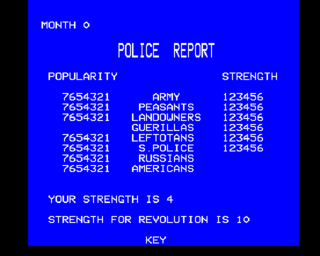 MONTH 0
POLICE REPORT
POPULARITY STRENGTH
7654321 ARMY 123456
7654321 PEASANTS 123456
7654321 LANDOWNERS 123456
GUERILLAS 123456
7654321 LEFTOTANS 123456
7654321 S.POLICE 123456
7654321 RUSSIANS
7654321 AMERICANS
YOUR STRENGTH IS 4
STRENGTH FOR REVOLUTION IS 10
KEY